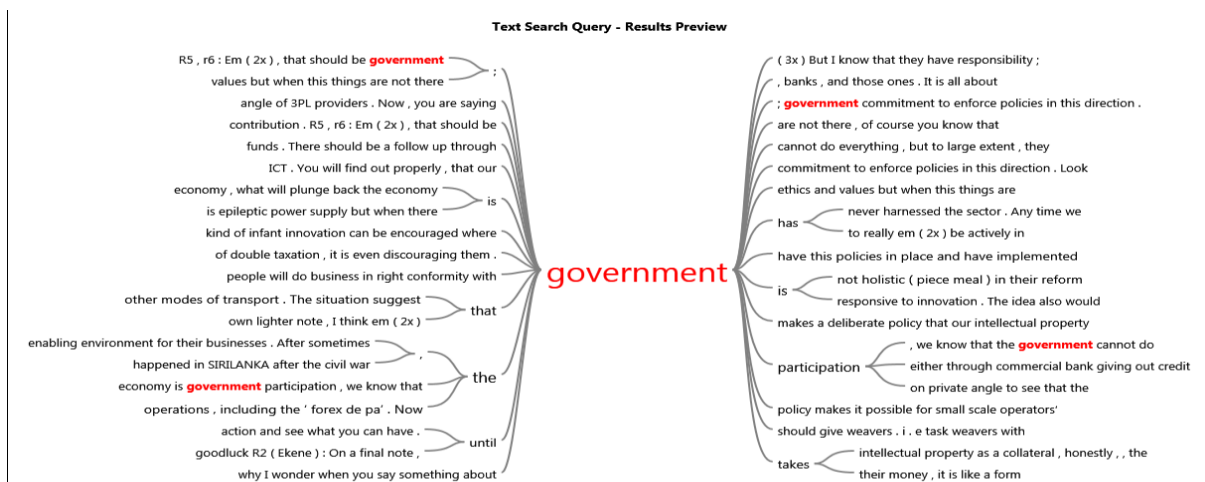 Text Search Query - Results Preview
R5 , r6 : Em ( 2x ) , that should be government
values but when this things are not there
;
angle of 3PL providers . Now , you are saying
contribution . R5 , r6 : Em ( 2x ) , that should be
funds . There should be a follow up through
ICT . You will find out properly , that our
economy , what will plunge back the economy
is epileptic power supply but when there
is
kind of infant innovation can be encouraged where
of double taxation , it is even discouraging them .
people will do business in right conformity with
other modes of transport . The situation suggest
own lighter note , I think em ( 2x )
that
enabling environment for their businesses . After sometimes
happened in SIRILANKA after the civil war
,
economy is government participation , we know that
operations , including the ‘ forex de pa’ . Now
the
action and see what you can have .
goodluck R2 ( Ekene ) : On a final note ,
until
why I wonder when you say something about
government
( 3x ) But I know that they have responsibility ;
, banks , and those ones . It is all about
; government commitment to enforce policies in this direction .
are not there , of course you know that
cannot do everything , but to large extent , they
commitment to enforce policies in this direction . Look
ethics and values but when this things are
has
never harnessed the sector . Any time we
to really em ( 2x ) be actively in
have this policies in place and have implemented
is
not holistic ( piece meal ) in their reform
responsive to innovation . The idea also would
makes a deliberate policy that our intellectual property
participation
, we know that the government cannot do
either through commercial bank giving out credit
on private angle to see that the
policy makes it possible for small scale operators’
should give weavers . i . e task weavers with
takes
intellectual property as a collateral , honestly , , the
their money , it is like a form